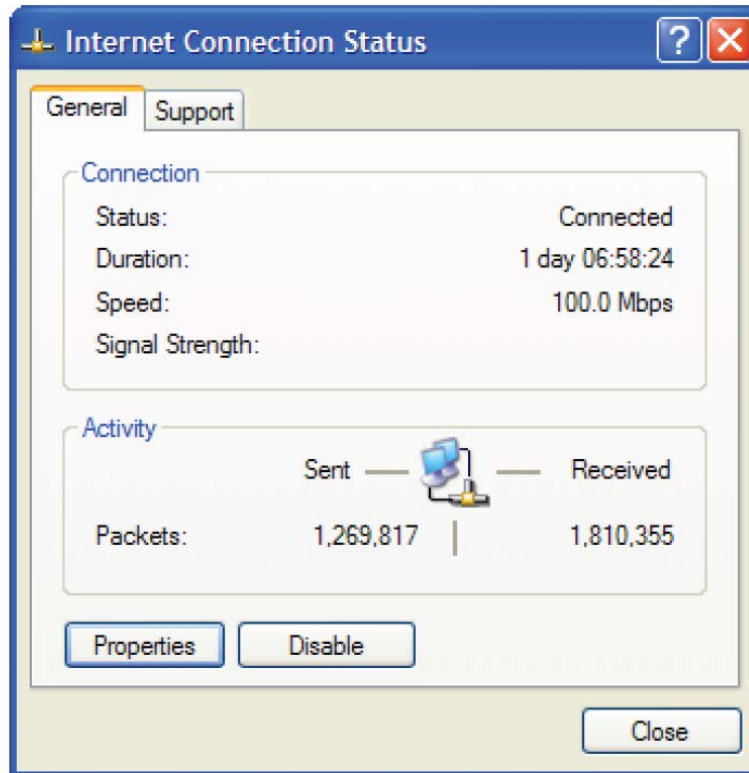 Internet Connection Status
General Support
Connection
Status: Connected
Duration: 1 day 06:58:24
Speed: 100.0 Mbps
Signal Strength:
Activity
Sent Received
Packets: 1,269,817 1,810,355
Properties Disable
Close